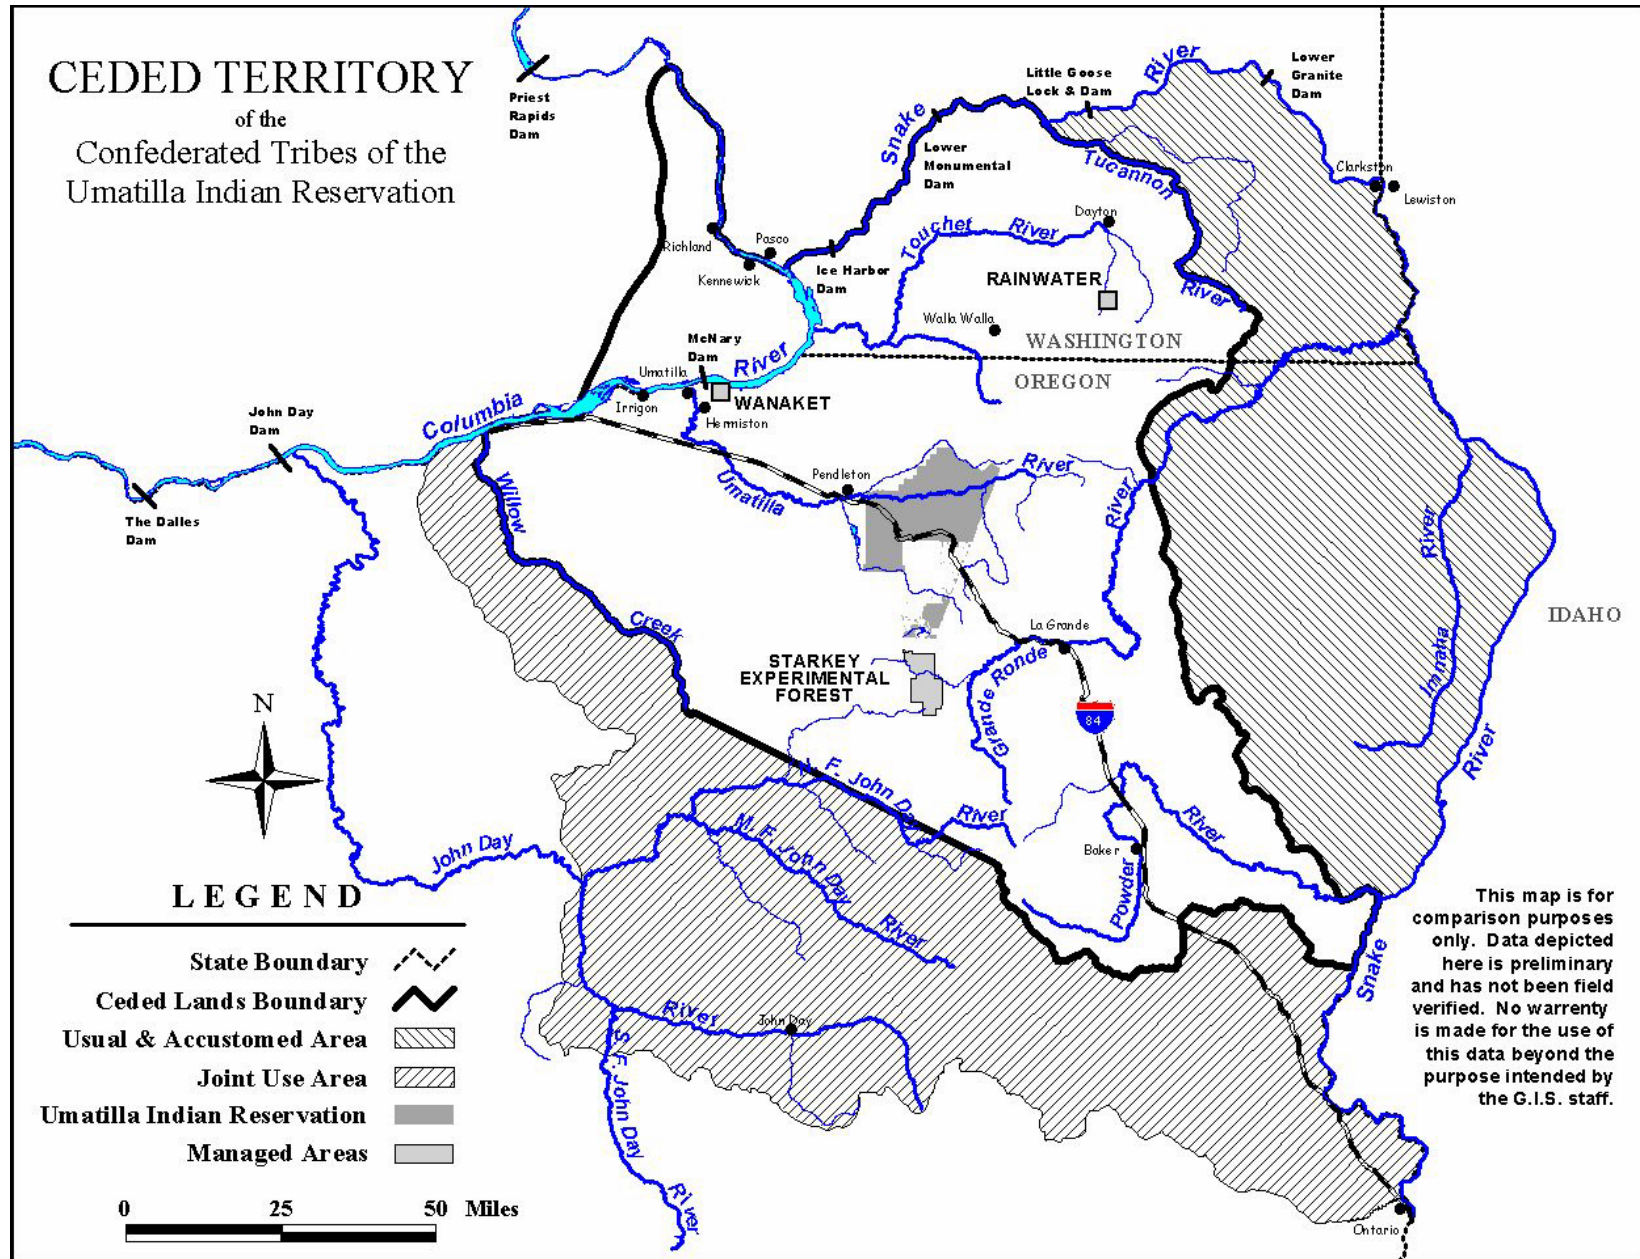 CEDED TERRITORY
of the
Confederated Tribes of the
Umatilla Indian Reservation
Priest
Rapids
Dam
Little Goose
Lock & Dam
River
Lower
Granite
Dam
Snake
Lower
Monumental
Dam
Tucannon
River
Clarkston
Lewiston
Dayton
Touchet River
Richland
Pasco
Kennewick
Ice Harbor
Dam
RAINWATER
Walla Walla
WASHINGTON
OREGON
McNary
Dam
River
Umatilla
Irrigon
WANAKET
Hermiston
Columbia
John Day
Dam
The Dalles
Dam
Willow
Creek
Umatilla
Pendleton
River
River
River
Imnaha
IDAHO
La Grande
STARKEY
EXPERIMENTAL
FOREST
Grande Ronde
84
N
River
F. John Day
River
River
M. F. John Day
River
John Day
Baker
Powder
Snake
River
John Day
S. F. John Day
River
Ontario
LEGEND
State Boundary
Ceded Lands Boundary
Usual & Accustomed Area
Joint Use Area
Umatilla Indian Reservation
Managed Areas
0 25 50 Miles
This map is for
comparison purposes
only. Data depicted
here is preliminary
and has not been field
verified. No warrenty
is made for the use of
this data beyond the
purpose intended by
the G.I.S. staff.